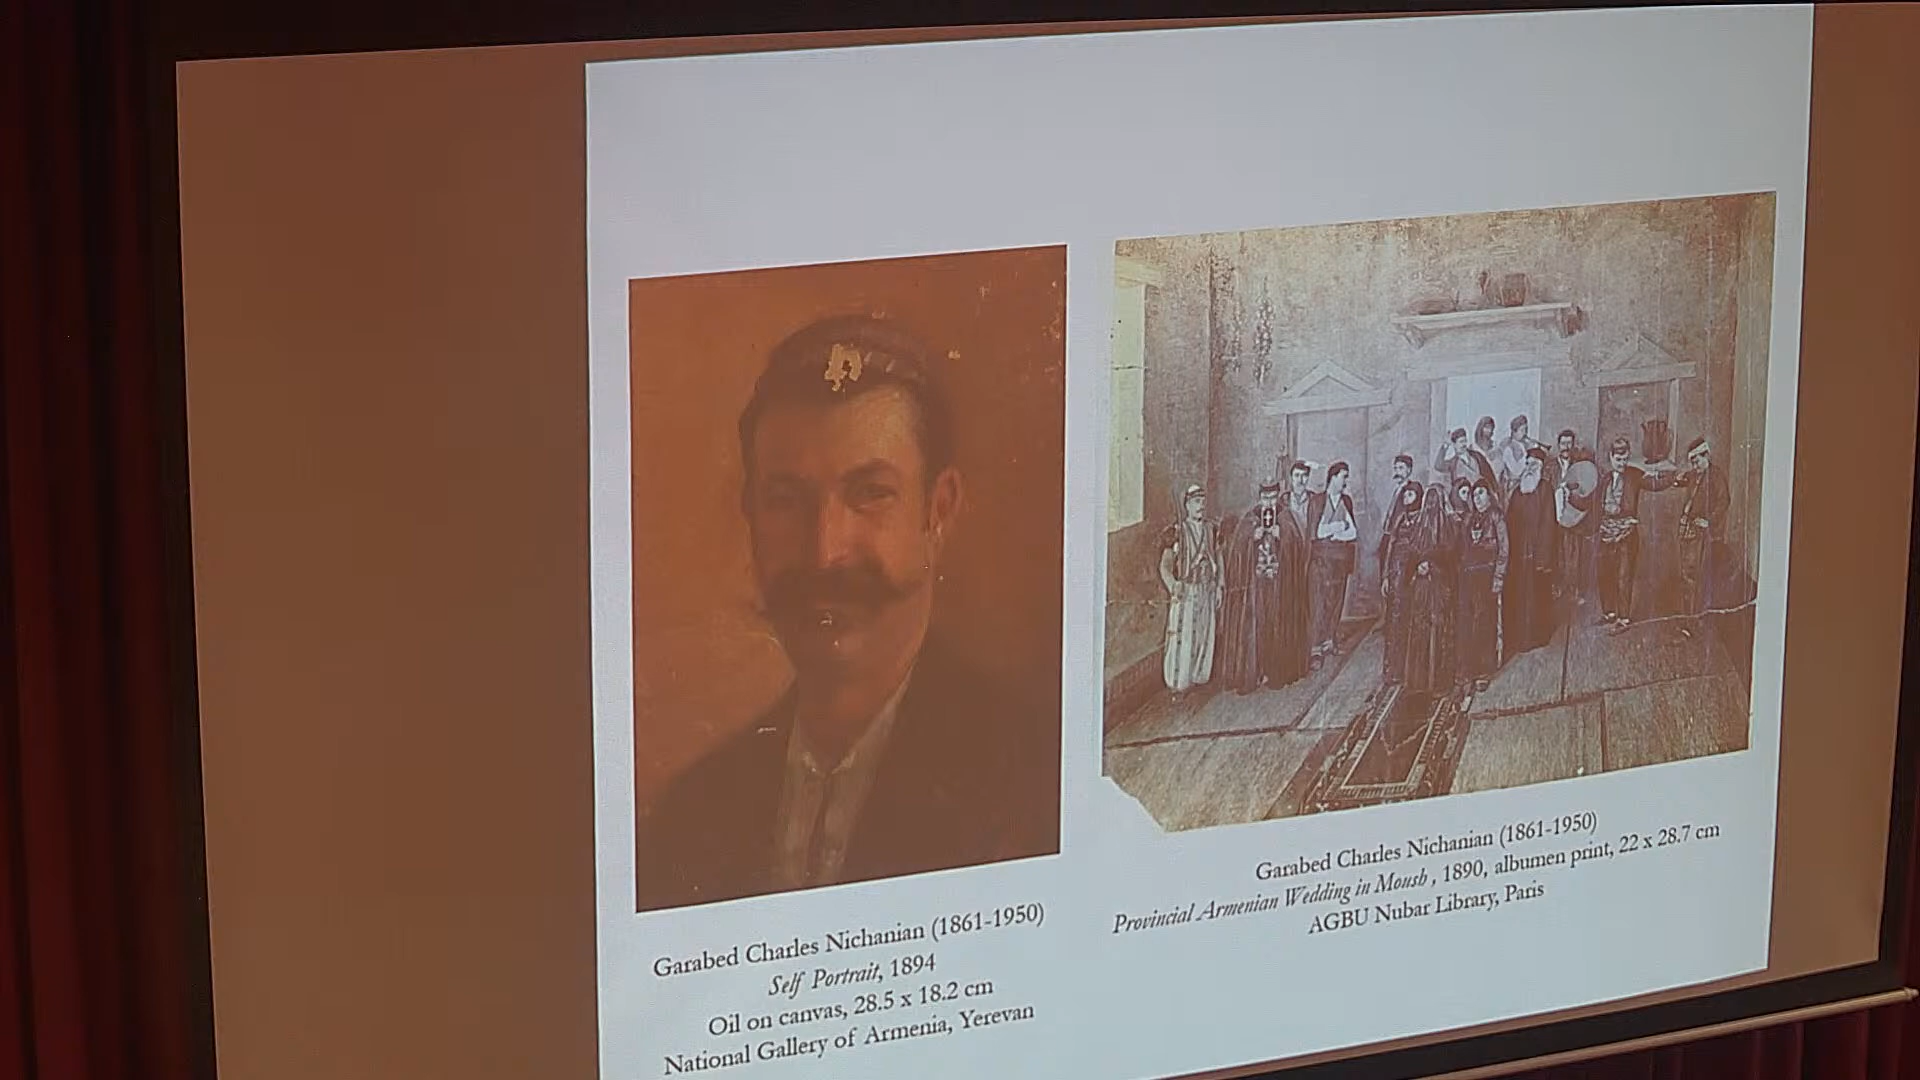 Garabed Charles Nichanian (1861-1950)
Self Portrait, 1894
Oil on canvas, 28.5 x 18.2 cm
National Gallery of Armenia, Yerevan
Garabed Charles Nichanian (1861-1950)
Provincial Armenian Wedding in Moush , 1890, albumen print, 22 x 28.7 cm
AGBU Nubar Library, Paris